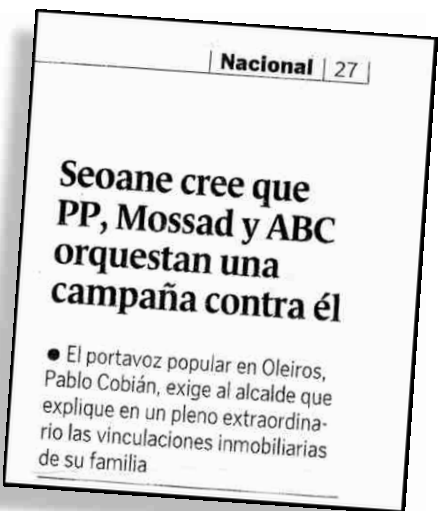 Nacional | 27
Seoane cree que
PP, Mossad y ABC
orquestan una
campaña contra él
● El portavoz popular en Oleiros,
Pablo Cobián, exige al alcalde que
explique en un pleno extraordina-
rio las vinculaciones inmobiliarias
de su familia